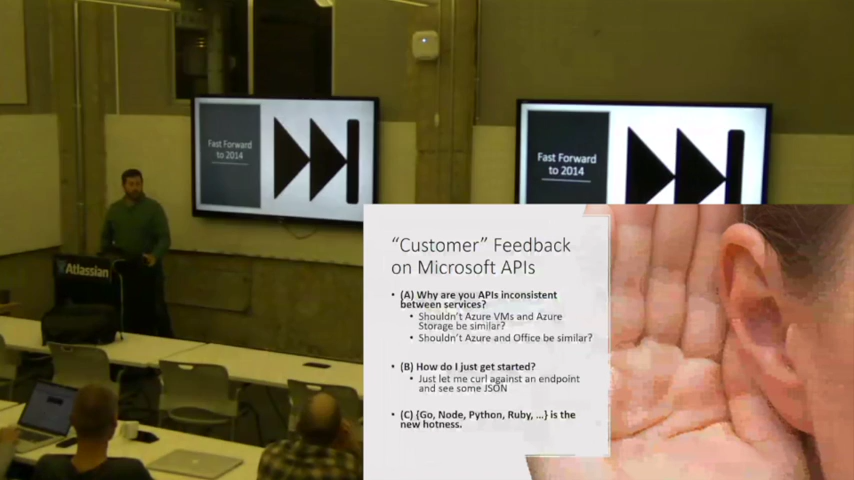 Fast Forward
to 2014
Fast Forward
to 2014
Atlassian
“Customer” Feedback
on Microsoft APIs
• (A) Why are you APIs inconsistent
between services?
• Shouldn’t Azure VMs and Azure
Storage be similar?
• Shouldn’t Azure and Office be similar?
• (B) How do I just get started?
• Just let me curl against an endpoint
and see some JSON
• (C) {Go, Node, Python, Ruby, …} is the
new hotness.